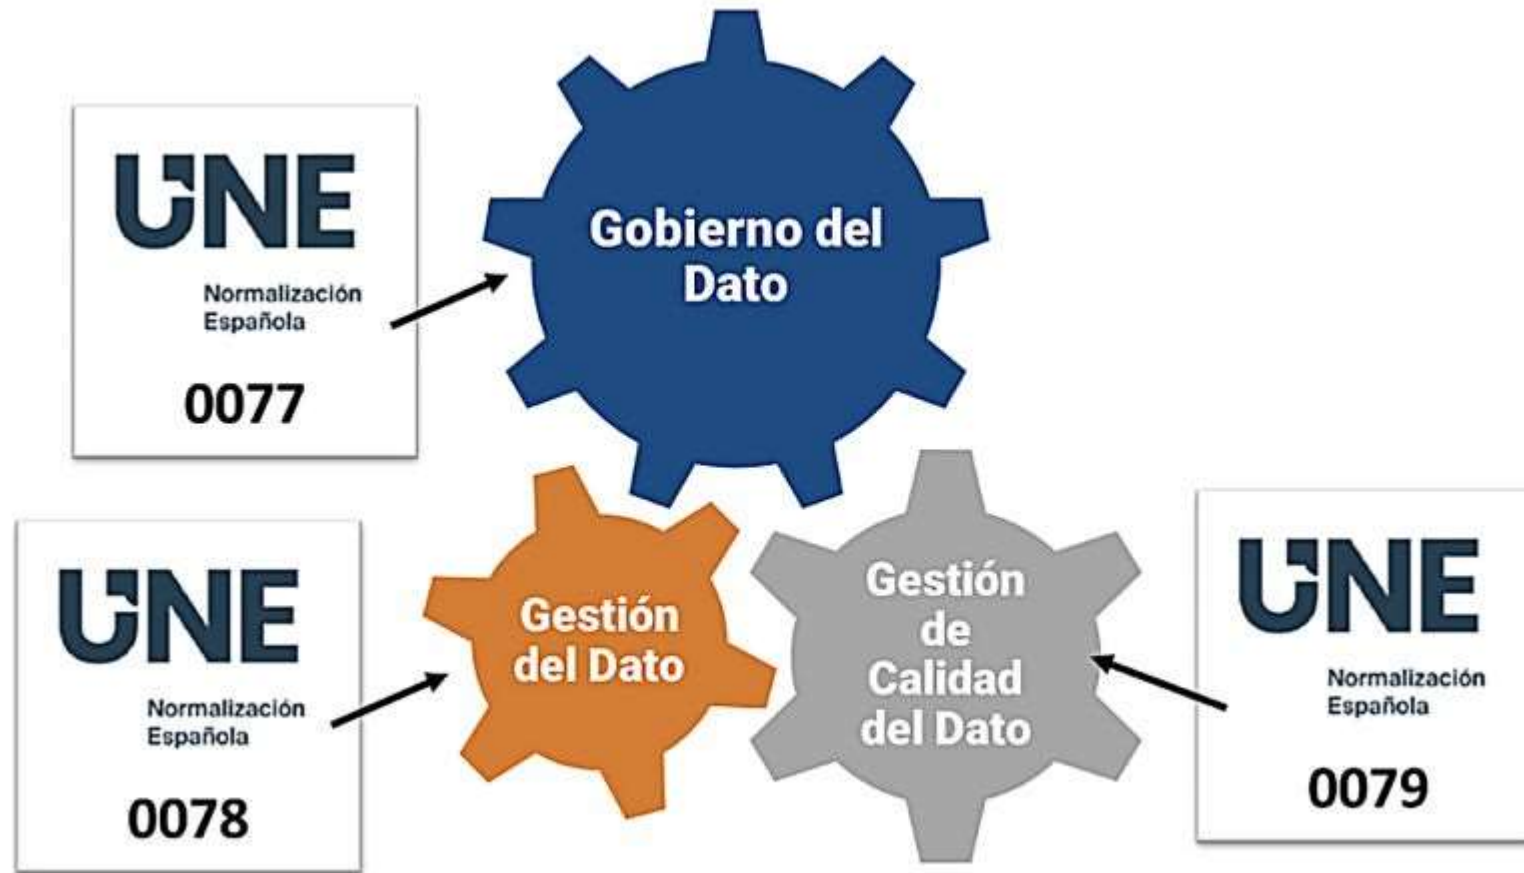 UNE
Normalización
Española
0077
Gobierno del
Dato
UNE
Normalización
Española
0078
Gestión
del Dato
Gestión
de
Calidad
del Dato
UNE
Normalización
Española
0079